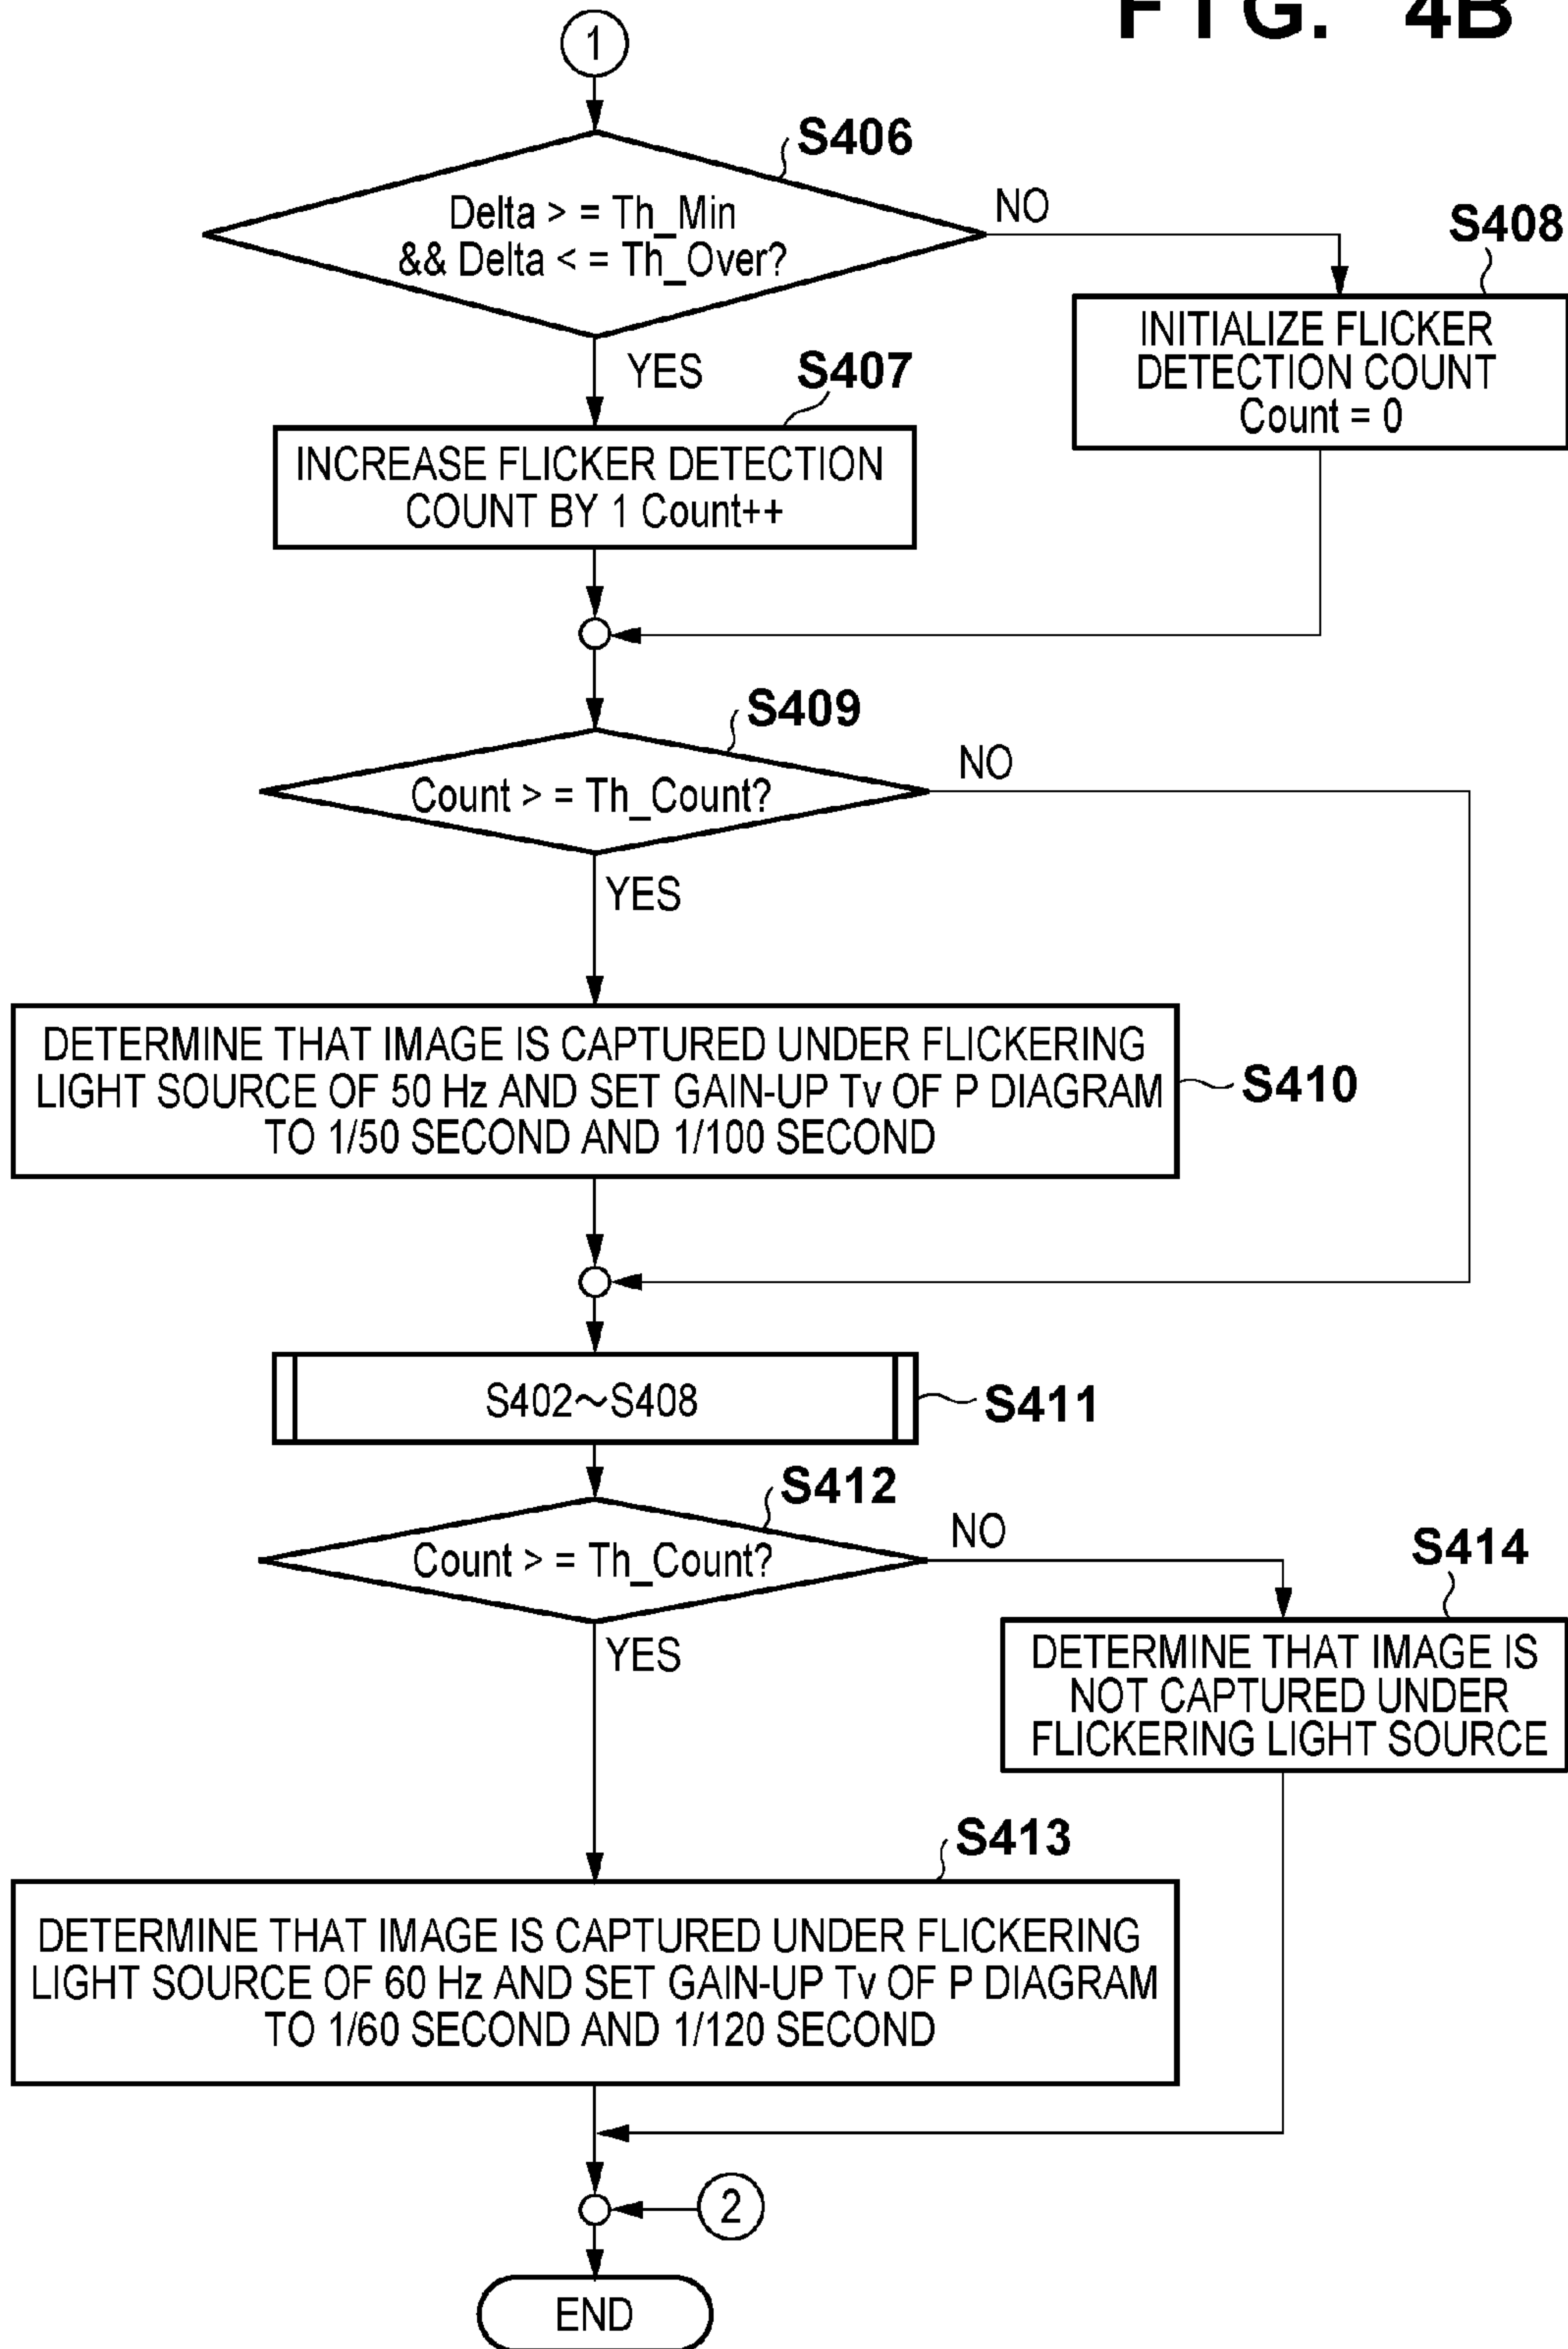 FIG. 4B
1
S406
Delta > = Th_Min
&& Delta < = Th_Over?
NO
S408
INITIALIZE FLICKER
DETECTION COUNT
Count = 0
YES
S407
INCREASE FLICKER DETECTION
COUNT BY 1 Count++
S409
Count > = Th_Count?
NO
YES
DETERMINE THAT IMAGE IS CAPTURED UNDER FLICKERING
LIGHT SOURCE OF 50 Hz AND SET GAIN-UP Tv OF P DIAGRAM
TO 1/50 SECOND AND 1/100 SECOND
S410
S402~S408
S411
S412
Count > = Th_Count?
NO
S414
DETERMINE THAT IMAGE IS
NOT CAPTURED UNDER
FLICKERING LIGHT SOURCE
YES
S413
DETERMINE THAT IMAGE IS CAPTURED UNDER FLICKERING
LIGHT SOURCE OF 60 Hz AND SET GAIN-UP Tv OF P DIAGRAM
TO 1/60 SECOND AND 1/120 SECOND
2
END